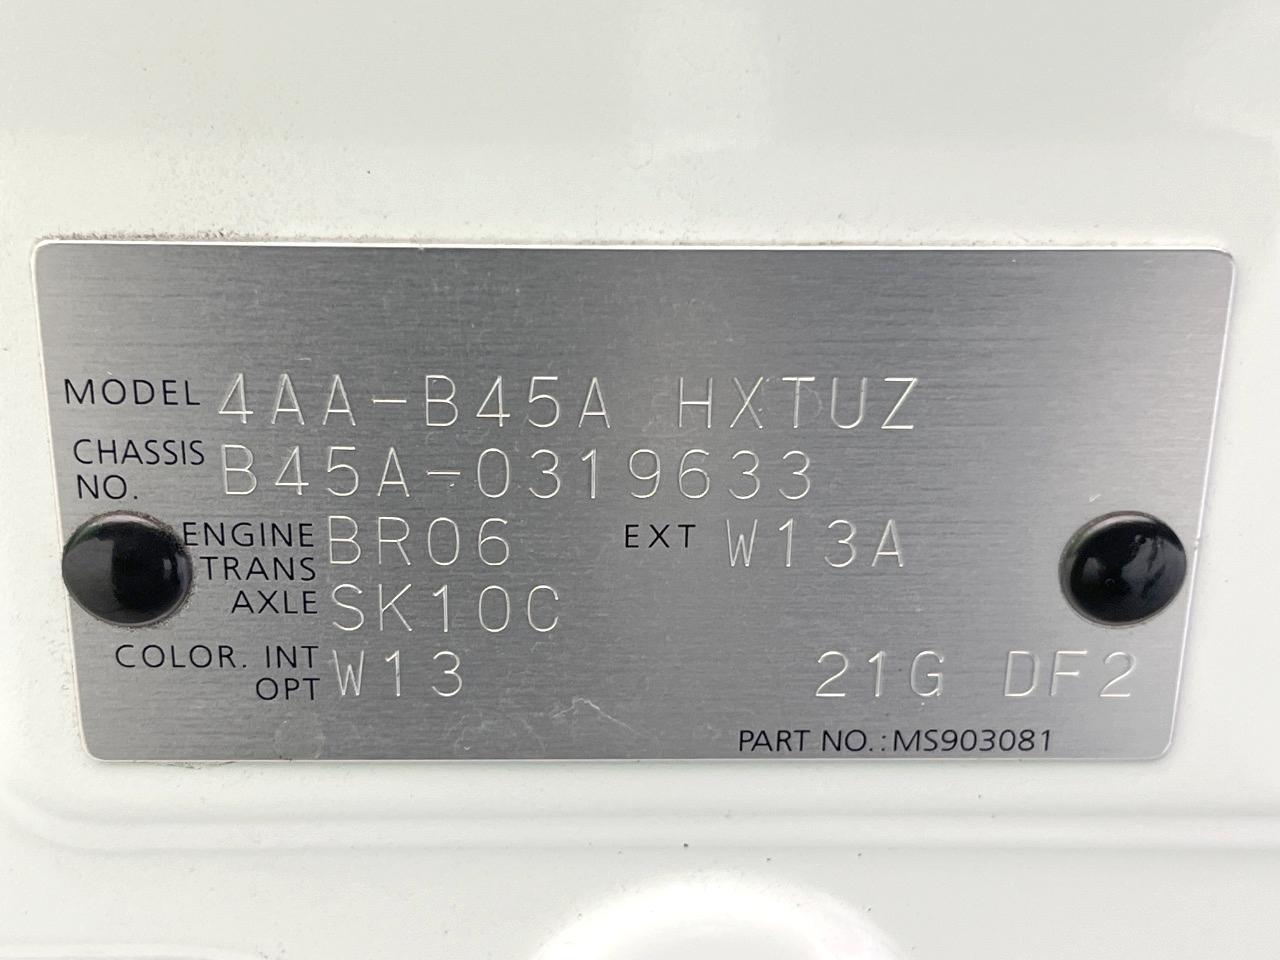 MODEL 4AA-B45A HXTUZ
CHASSIS NO. B45A-0319633
ENGINE BR06 EXT W13A
TRANS AXLE SK10C
COLOR. INT OPT W13 21G DF2
PART NO.:MS903081